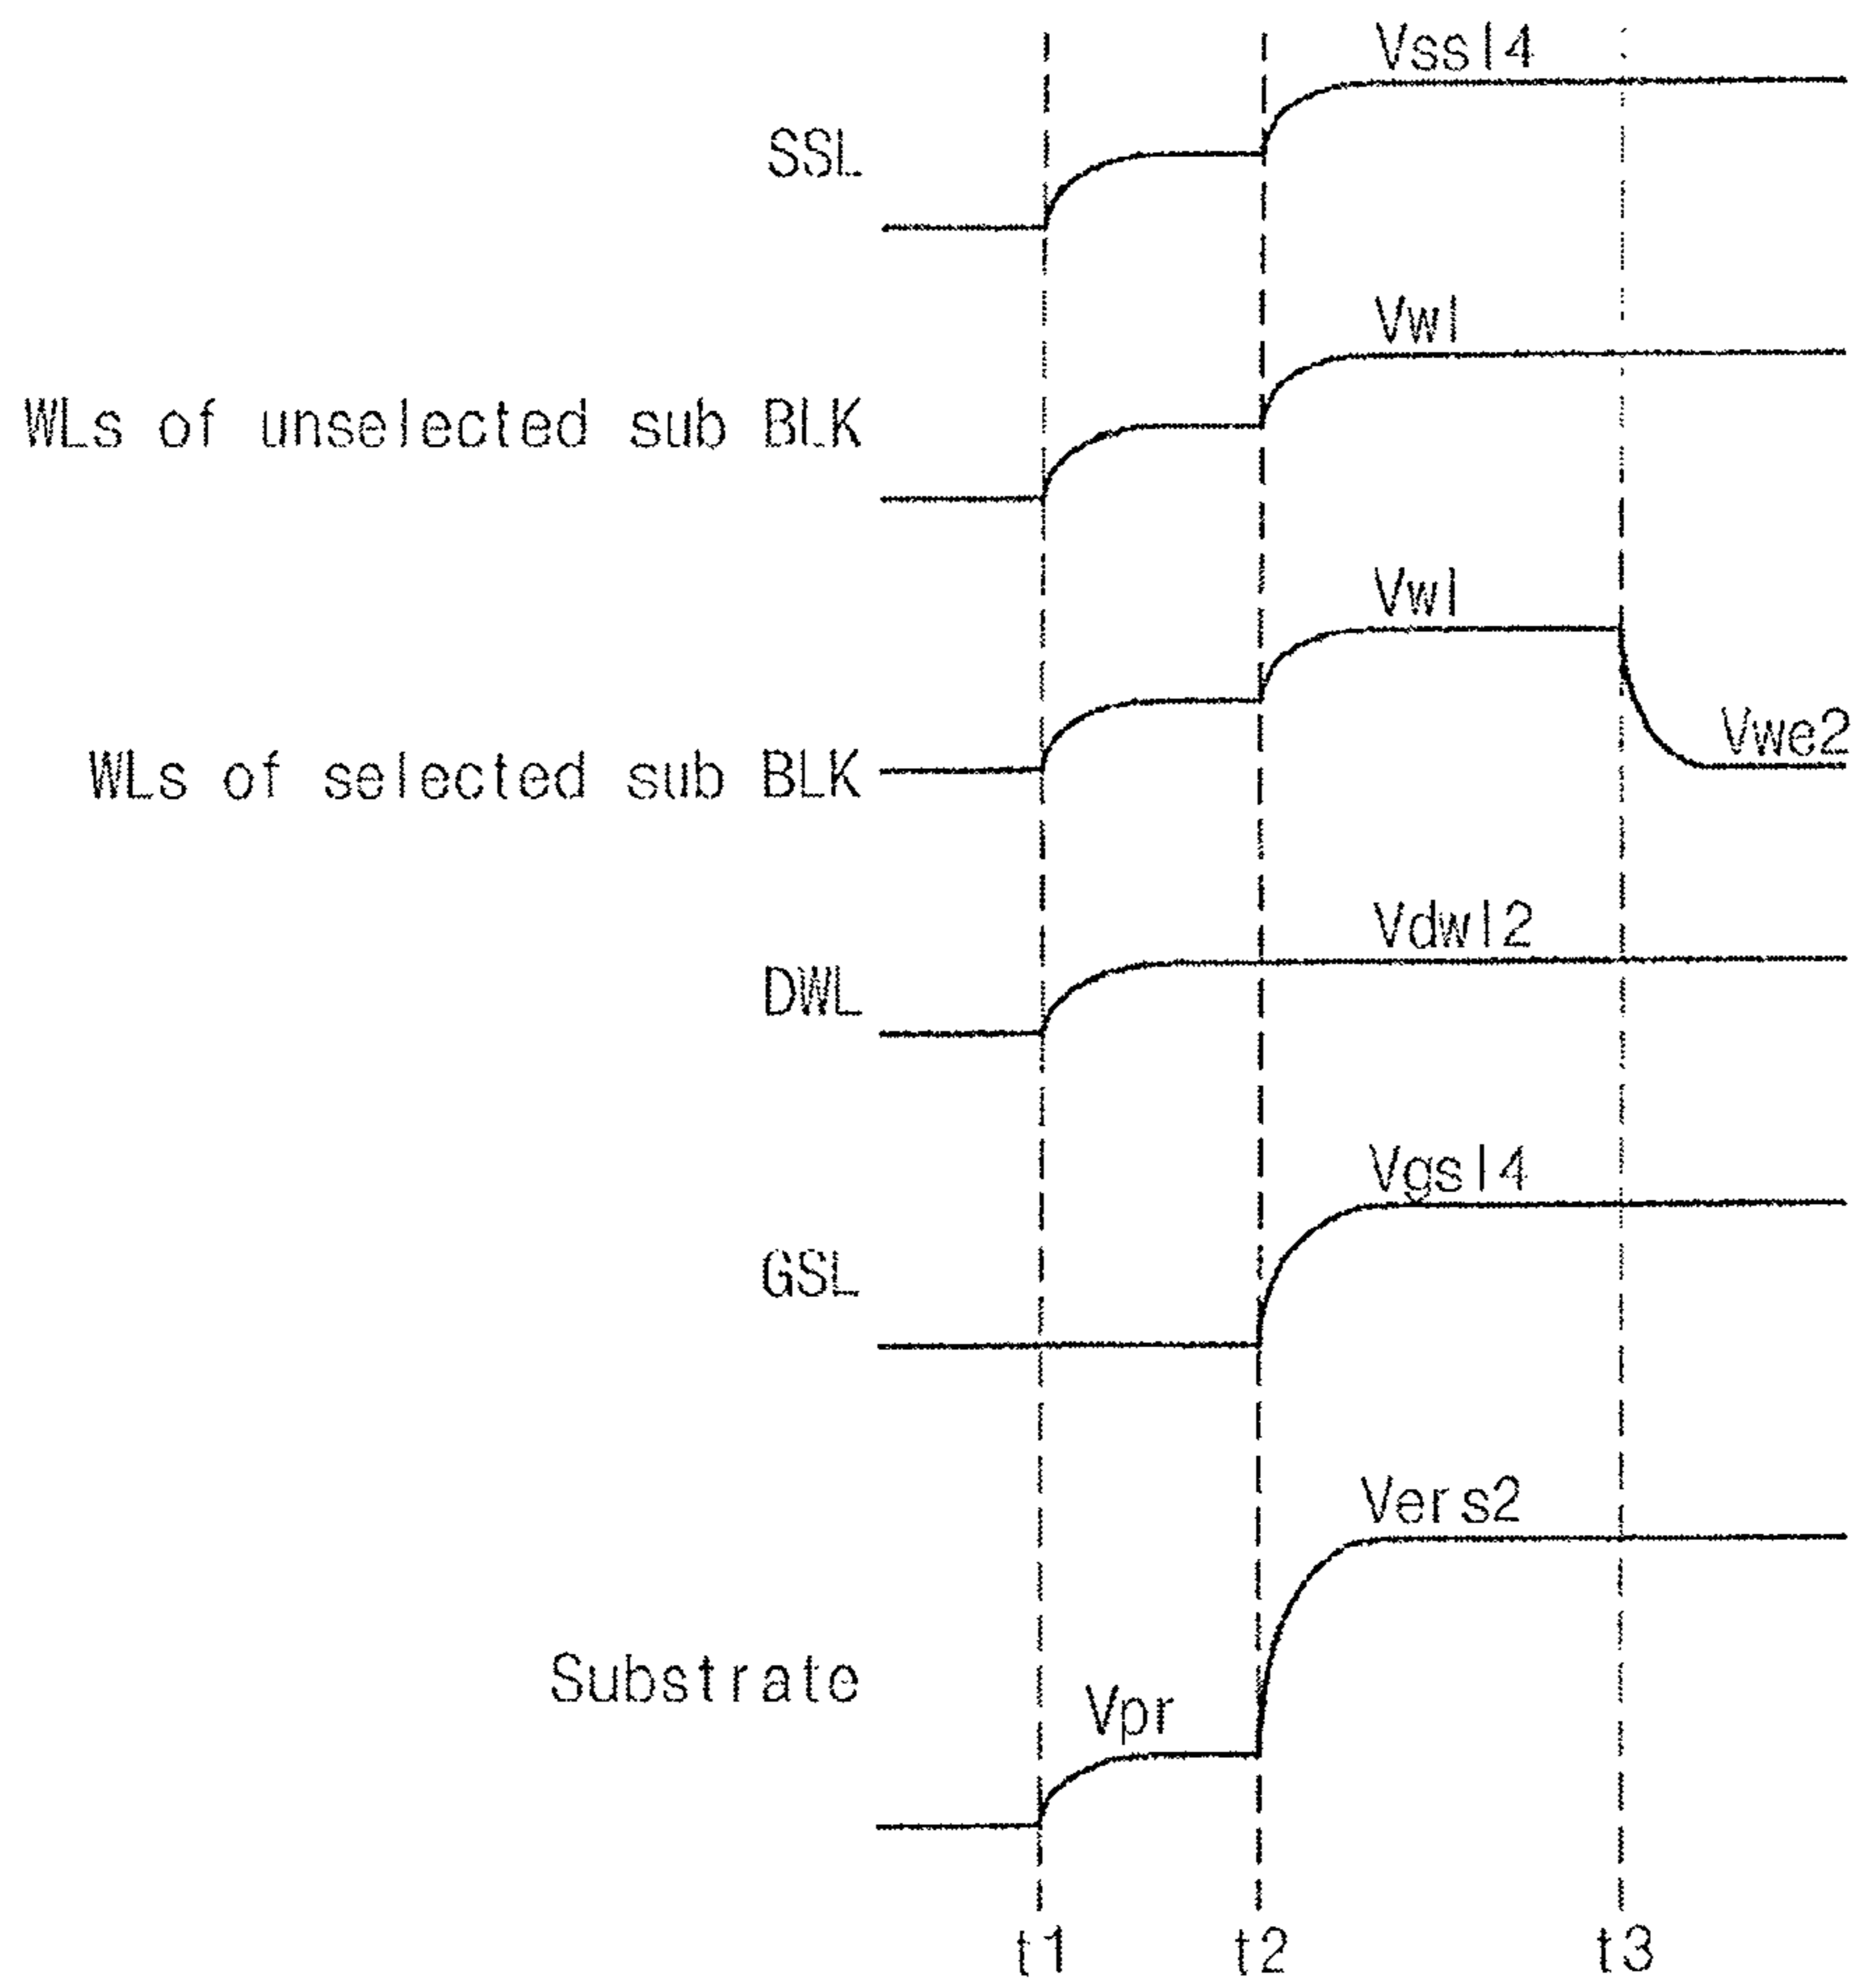 Vssl4
SSL
Vwl
WLs of unselected sub BLK
Vwl
Vwe2
WLs of selected sub BLK
Vdwl2
DWL
Vgsl4
GSL
Vers2
Substrate
Vpr
t1 t2 t3